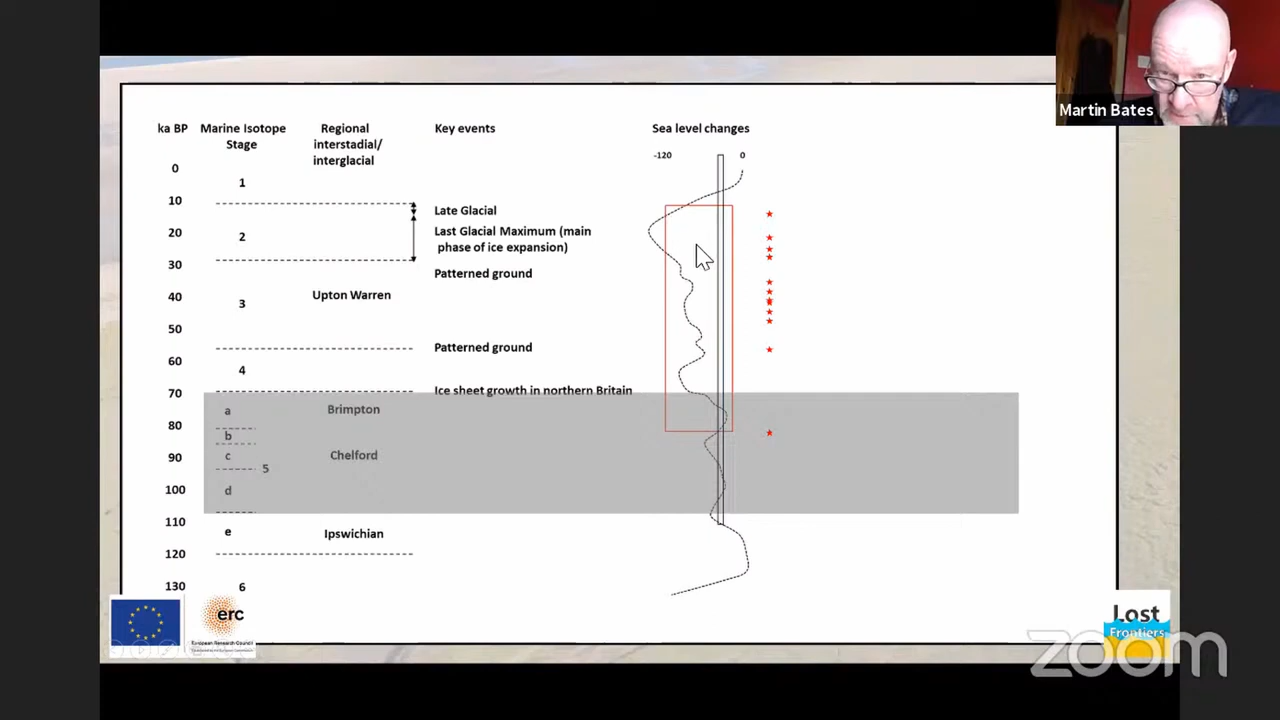 Martin Bates
ka BP Marine Isotope Stage Regional interstadial/ interglacial Key events Sea level changes
-120 0
0
1
10
Late Glacial
20 2 Last Glacial Maximum (main
phase of ice expansion)
30
Patterned ground
40 3 Upton Warren
50
Patterned ground
60
4
70 Ice sheet growth in northern Britain
a Brimpton
80
b
90 c Chelford
5
100 d
110
e Ipswichian
120
130 6
erc
European Research Council
Lost
Frontiers
zoom